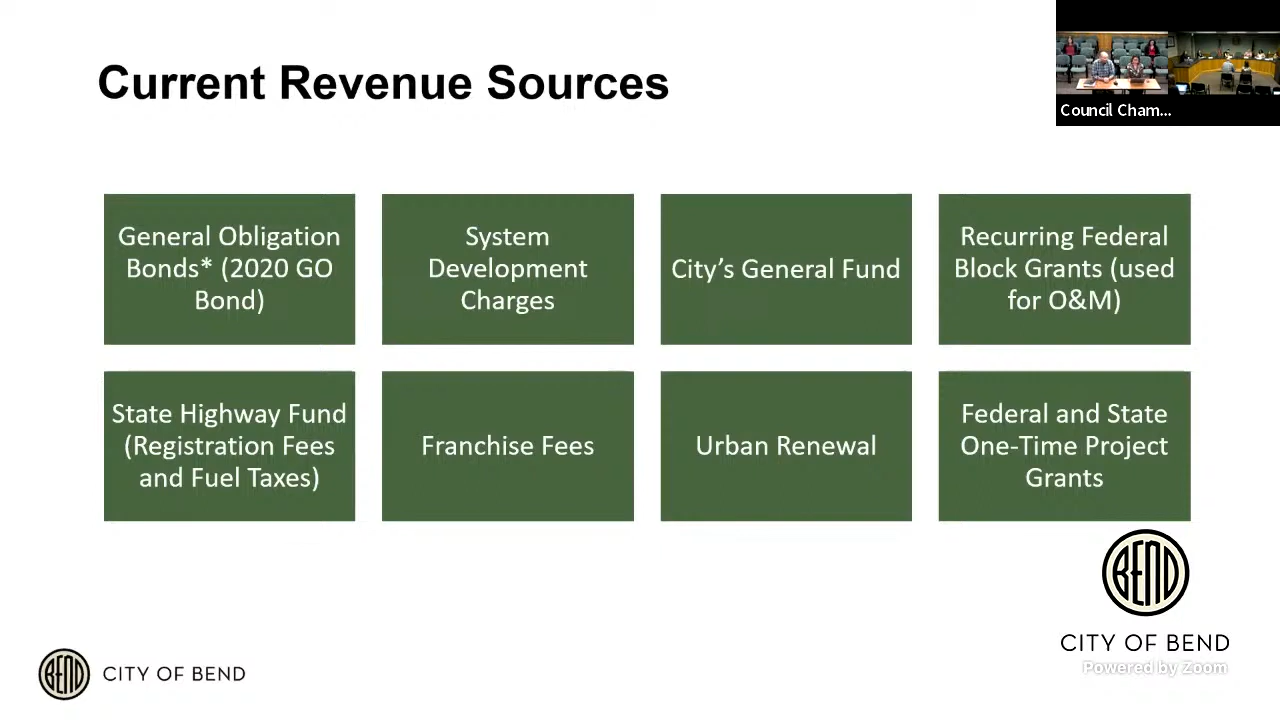 Current Revenue Sources
Council Cham...
General Obligation
Bonds* (2020 GO
Bond)
System
Development
Charges
City's General Fund
Recurring Federal
Block Grants (used
for O&M)
State Highway Fund
(Registration Fees
and Fuel Taxes)
Franchise Fees
Urban Renewal
Federal and State
One-Time Project
Grants
BEND
CITY OF BEND
Powered by Zoom
BEND
CITY OF BEND